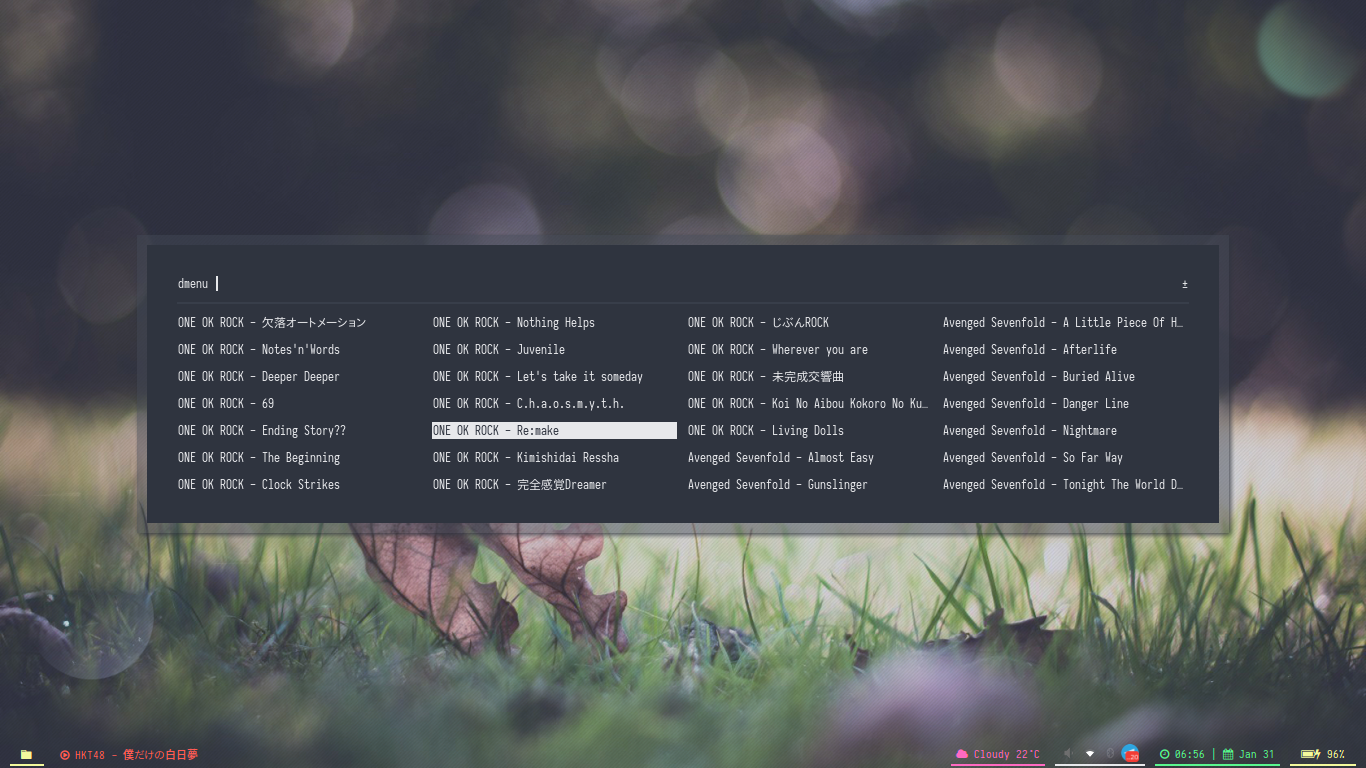 dmenu
±
ONE OK ROCK - 欠落オートメーション
ONE OK ROCK - Notes'n'Words
ONE OK ROCK - Deeper Deeper
ONE OK ROCK - 69
ONE OK ROCK - Ending Story??
ONE OK ROCK - The Beginning
ONE OK ROCK - Clock Strikes
ONE OK ROCK - Nothing Helps
ONE OK ROCK - Juvenile
ONE OK ROCK - Let's take it someday
ONE OK ROCK - C.h.a.o.s.m.y.t.h.
ONE OK ROCK - Re:make
ONE OK ROCK - Kimishidai Ressha
ONE OK ROCK - 完全感覚Dreamer
ONE OK ROCK - じぶんROCK
ONE OK ROCK - Wherever you are
ONE OK ROCK - 未完成交響曲
ONE OK ROCK - Koi No Aibou Kokoro No Ku…
ONE OK ROCK - Living Dolls
Avenged Sevenfold - Almost Easy
Avenged Sevenfold - Gunslinger
Avenged Sevenfold - A Little Piece Of H…
Avenged Sevenfold - Afterlife
Avenged Sevenfold - Buried Alive
Avenged Sevenfold - Danger Line
Avenged Sevenfold - Nightmare
Avenged Sevenfold - So Far Way
Avenged Sevenfold - Tonight The World D…
HKT48 - 僕だけの白日夢
Cloudy 22°C
06:56 | Jan 31
96%